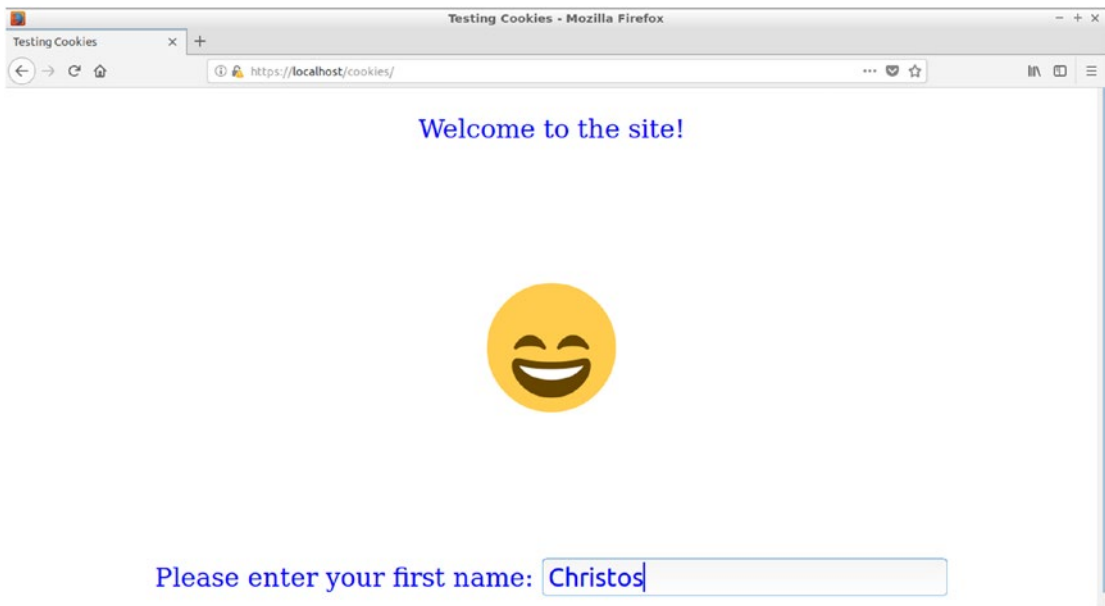 Testing Cookies - Mozilla Firefox
Testing Cookies
https://localhost/cookies/
Welcome to the site!
Please enter your first name: Christos